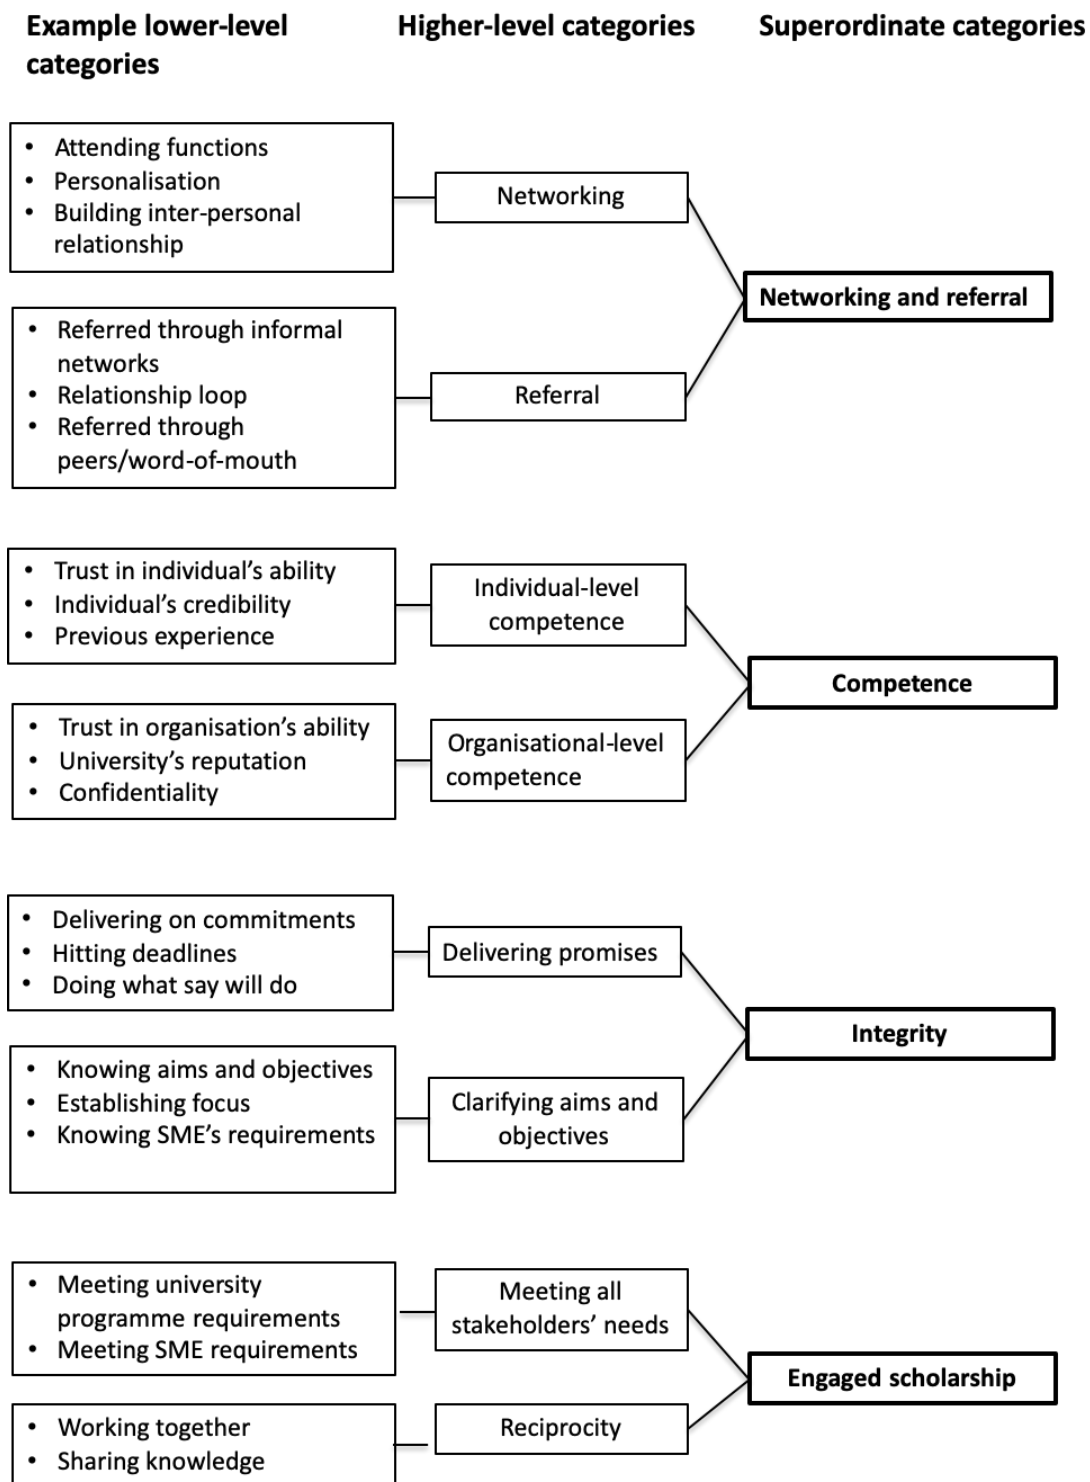 Example lower-level
categories
Higher-level categories
Superordinate categories
• Attending functions
• Personalisation
• Building inter-personal
relationship
Networking
• Referred through informal
networks
• Relationship loop
• Referred through
peers/word-of-mouth
Referral
Networking and referral
• Trust in individual’s ability
• Individual’s credibility
• Previous experience
Individual-level
competence
• Trust in organisation’s ability
• University’s reputation
• Confidentiality
Organisational-level
competence
Competence
• Delivering on commitments
• Hitting deadlines
• Doing what say will do
Delivering promises
• Knowing aims and objectives
• Establishing focus
• Knowing SME’s requirements
Clarifying aims and
objectives
Integrity
• Meeting university
programme requirements
• Meeting SME requirements
Meeting all
stakeholders’ needs
• Working together
• Sharing knowledge
Reciprocity
Engaged scholarship